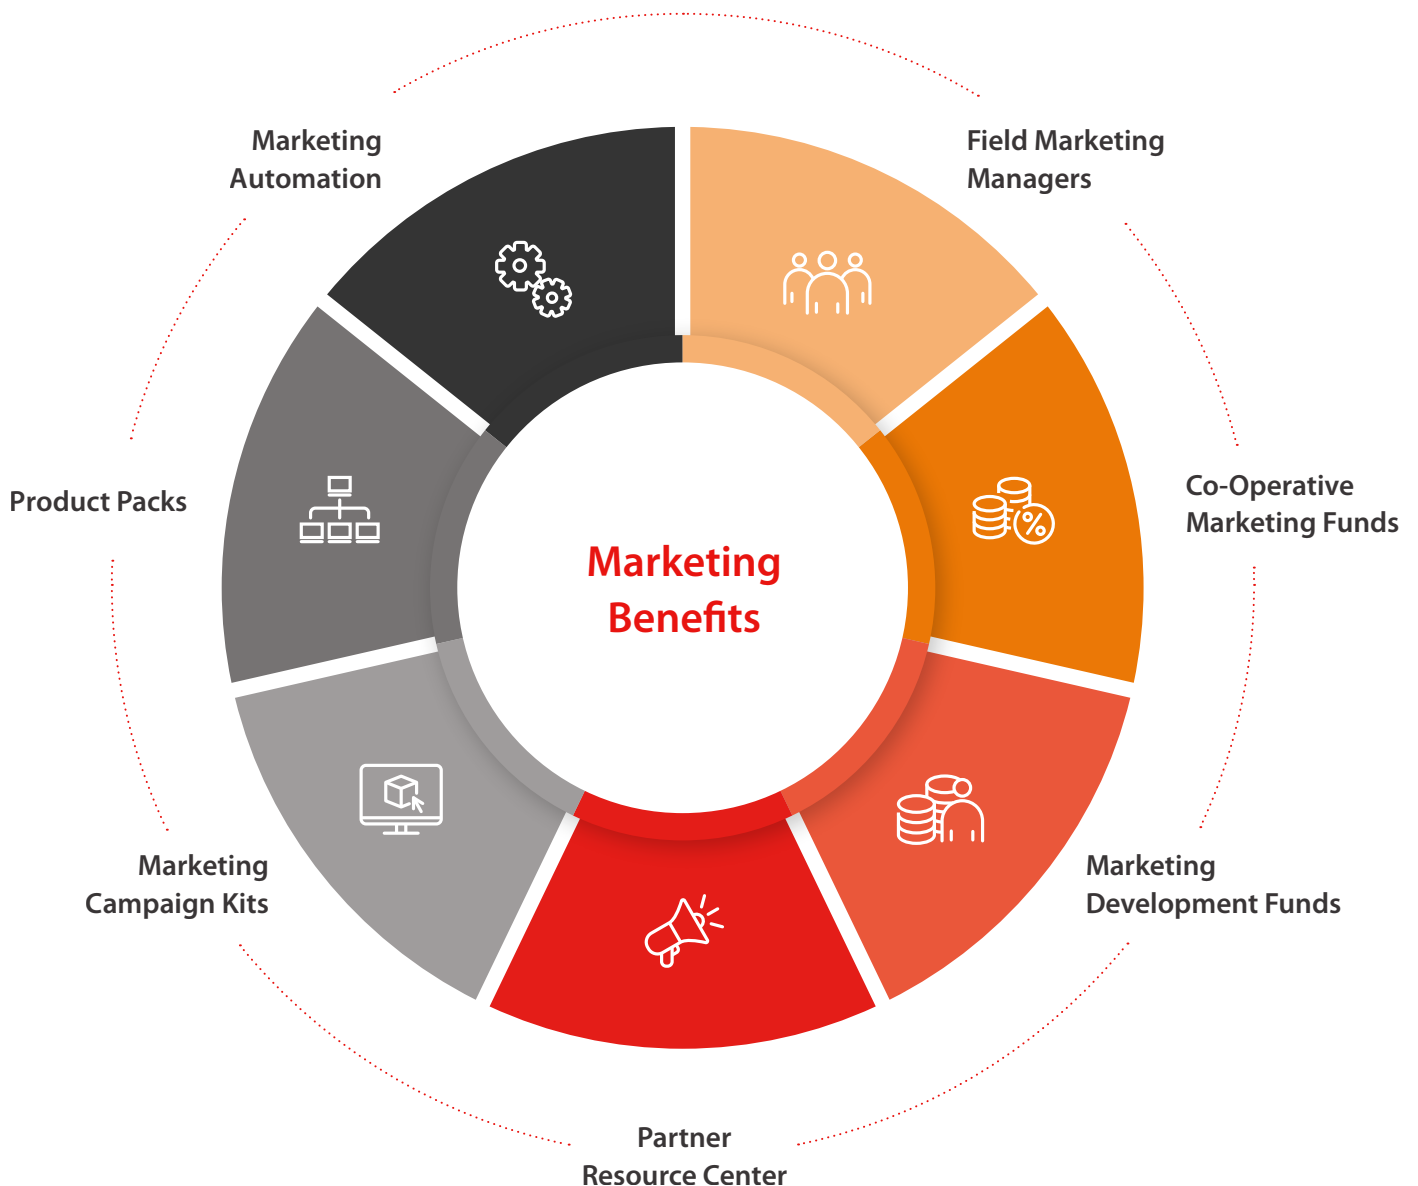 Marketing
Automation
Field Marketing
Managers
Product Packs
Co-Operative
Marketing Funds
Marketing
Benefits
Marketing
Campaign Kits
Marketing
Development Funds
Partner
Resource Center
%